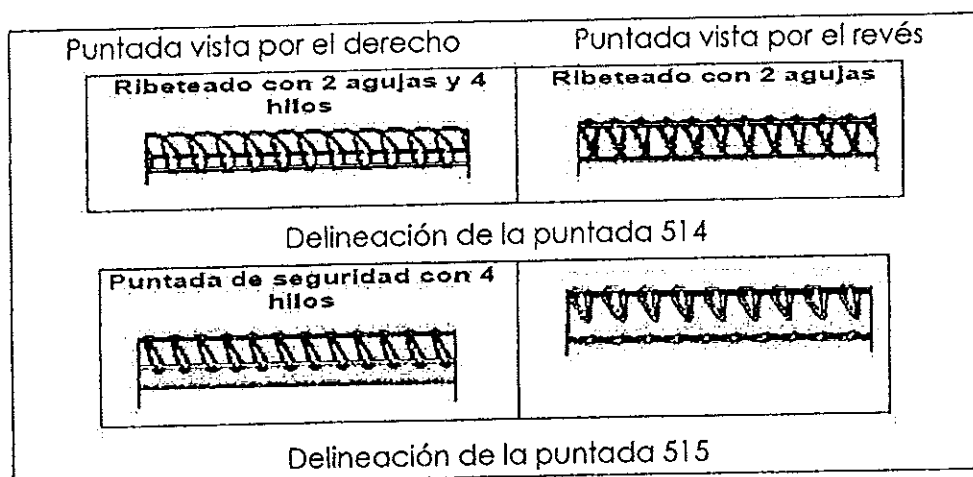 Puntada vista por el derecho
Puntada vista por el revés
Ribeteado con 2 agujas y 4
hilos
Ribeteado con 2 agujas
Delineación de la puntada 514
Puntada de seguridad con 4
hilos
Delineación de la puntada 515